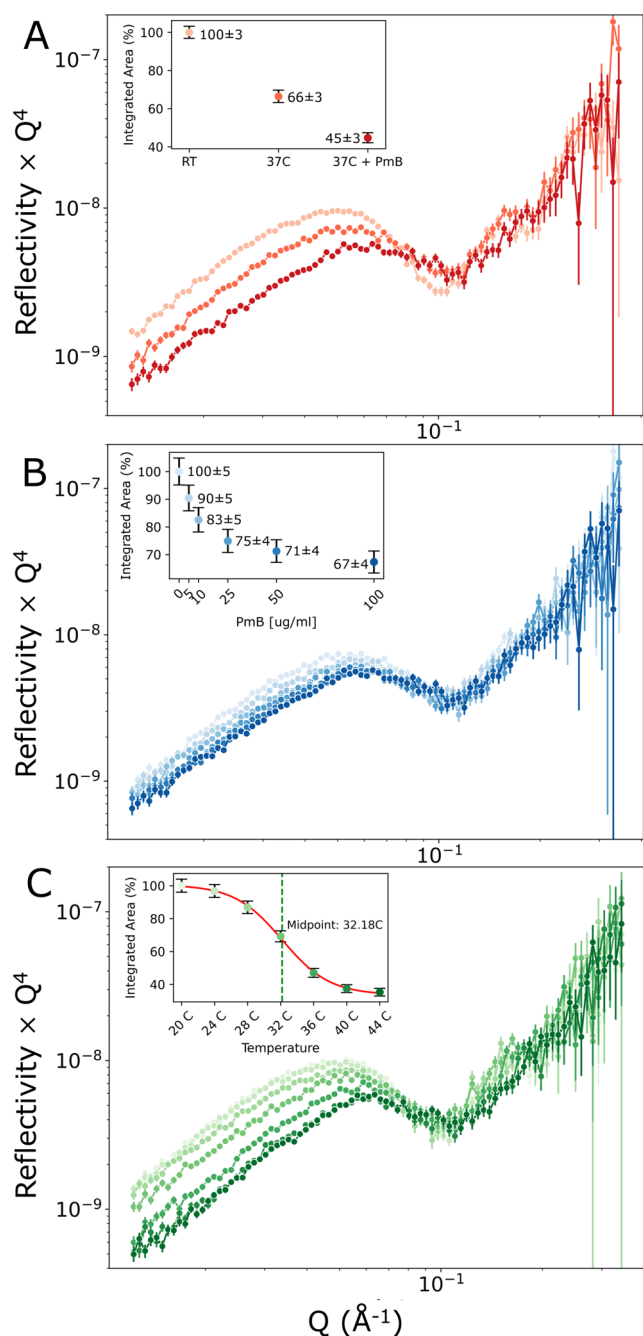 A
Reflectivity × Q4
10-7
10-8
10-9
10-1
Integrated Area (%)
100
80
60
40
100±3
66±3
45±3
RT
37C
37C + PmB
B
Reflectivity × Q4
10-7
10-8
10-9
10-1
Integrated Area (%)
100
90
80
70
100±5
90±5
83±5
75±4
71±4
67±4
0
5
10
25
50
100
PmB [ug/ml]
C
Reflectivity × Q4
10-7
10-8
10-9
10-1
Integrated Area (%)
100
80
60
40
Midpoint: 32.18C
20 C
24 C
28 C
32 C
36 C
40 C
44 C
Temperature
Q (Å-1)